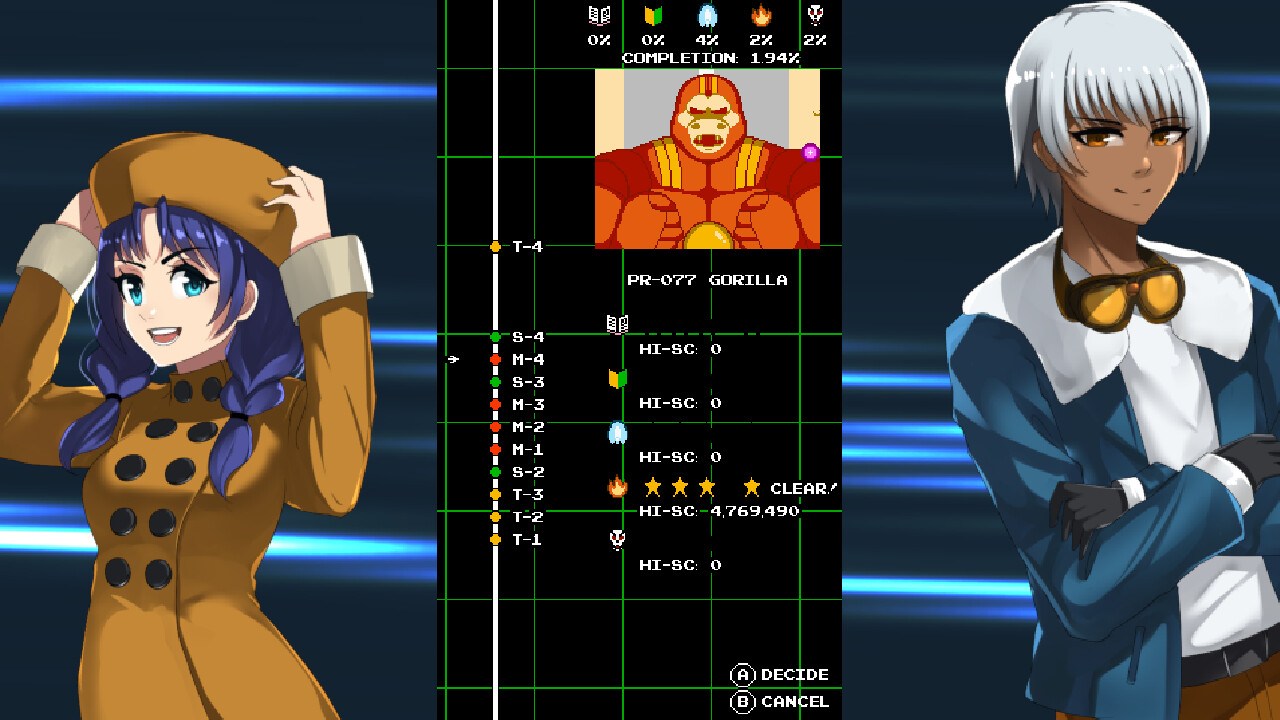 0% 0% 4% 2% 2%
COMPLETION: 1.94%
T-4
PR-077 GORILLA
S-4
HI-SC: 0
M-4
S-3
M-3
HI-SC: 0
M-2
M-1
HI-SC: 0
S-2
T-3
CLEAR!
HI-SC: 4,769,490
T-2
T-1
HI-SC: 0
A DECIDE
B CANCEL